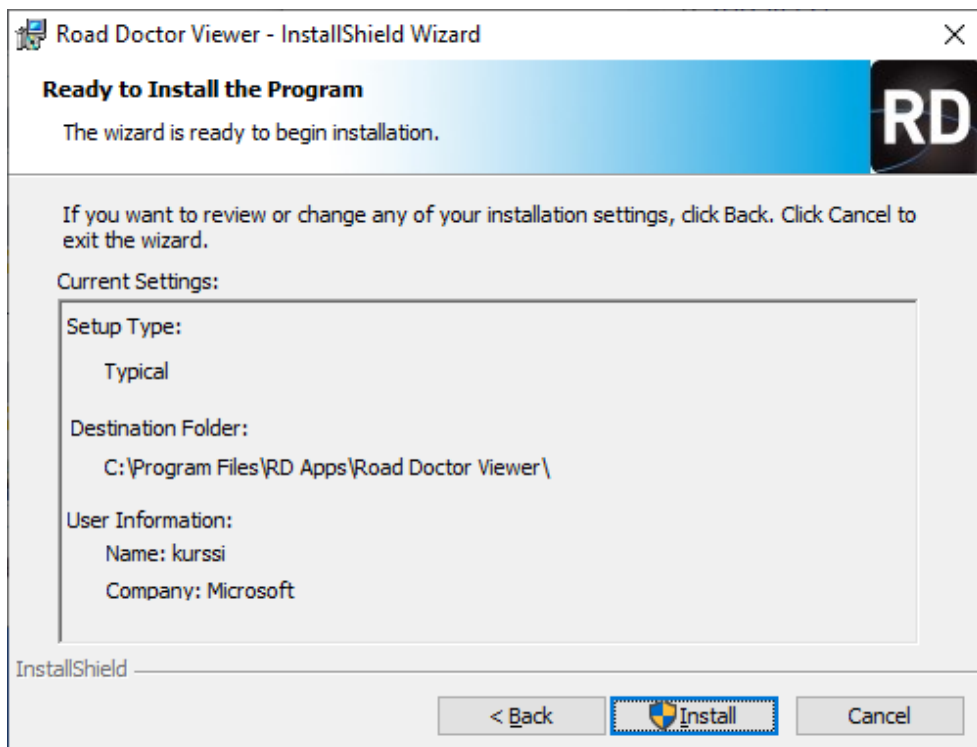 Road Doctor Viewer - InstallShield Wizard
Ready to Install the Program
The wizard is ready to begin installation.
RD
If you want to review or change any of your installation settings, click Back. Click Cancel to
exit the wizard.
Current Settings:
Setup Type:
Typical
Destination Folder:
C:\Program Files\RD Apps\Road Doctor Viewer\
User Information:
Name: kurssi
Company: Microsoft
InstallShield
< Back
Install
Cancel